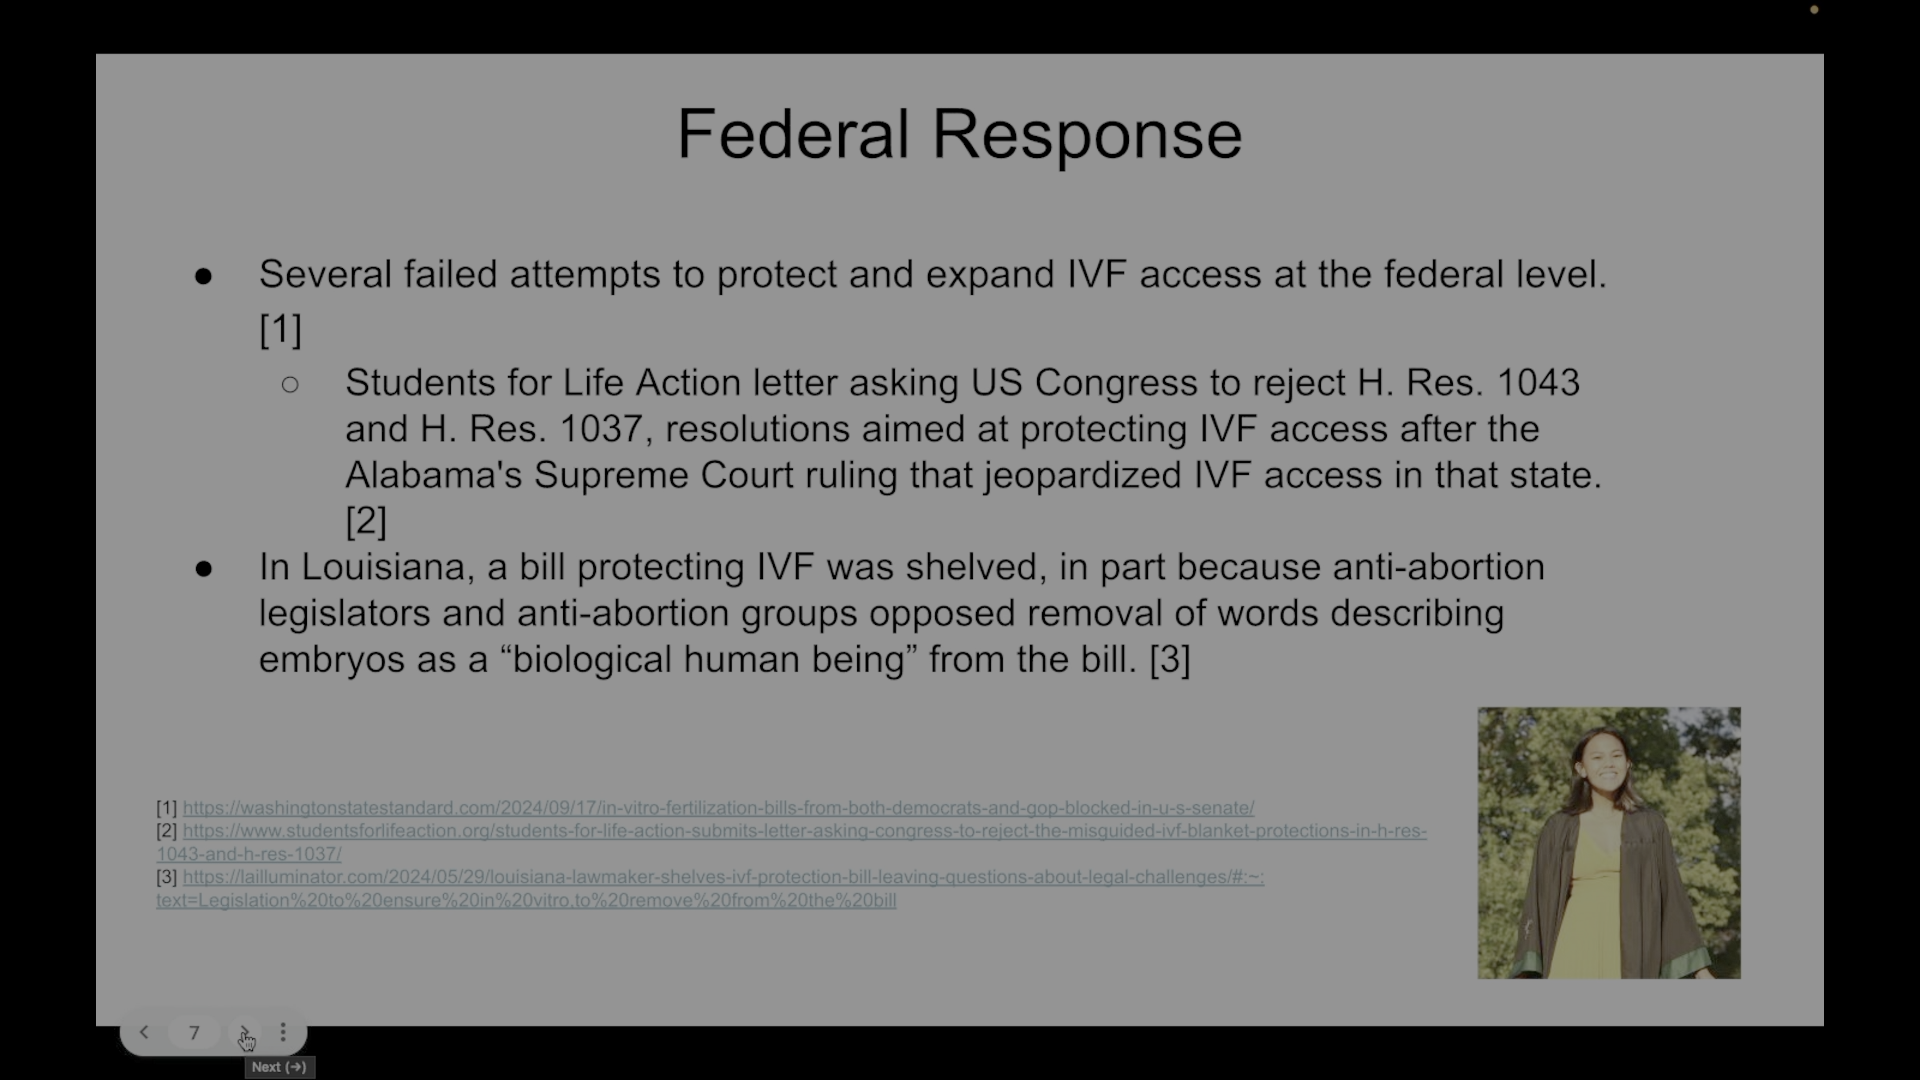 Federal Response
● Several failed attempts to protect and expand IVF access at the federal level.
[1]
○ Students for Life Action letter asking US Congress to reject H. Res. 1043
and H. Res. 1037, resolutions aimed at protecting IVF access after the
Alabama's Supreme Court ruling that jeopardized IVF access in that state.
[2]
● In Louisiana, a bill protecting IVF was shelved, in part because anti-abortion
legislators and anti-abortion groups opposed removal of words describing
embryos as a “biological human being” from the bill. [3]
[1] https://washingtonstatestandard.com/2024/09/17/in-vitro-fertilization-bills-from-both-democrats-and-gop-blocked-in-u-s-senate/
[2] https://www.studentsforlifeaction.org/students-for-life-action-submits-letter-asking-congress-to-reject-the-misguided-ivf-blanket-protections-in-h-res-
1043-and-h-res-1037/
[3] https://lailluminator.com/2024/05/29/louisiana-lawmaker-shelves-ivf-protection-bill-leaving-questions-about-legal-challenges/#:~:
text=Legislation%20to%20ensure%20in%20vitro,to%20remove%20from%20the%20bill
7
Next (→)